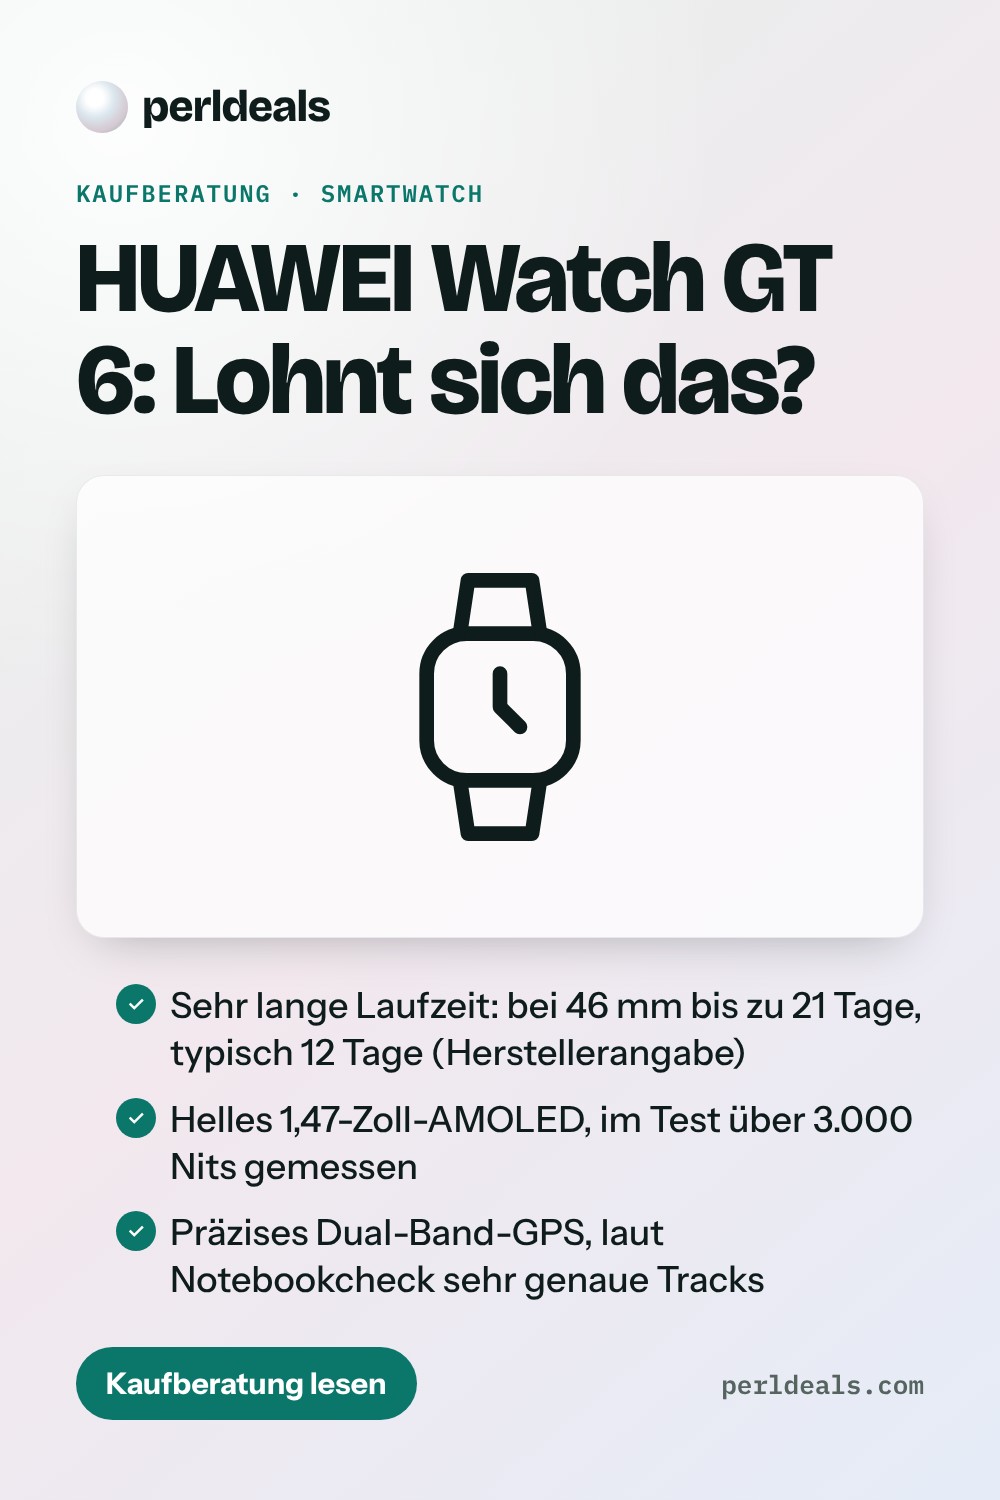 perldeals
KAUFBERATUNG · SMARTWATCH
HUAWEI Watch GT
6: Lohnt sich das?
Sehr lange Laufzeit: bei 46 mm bis zu 21 Tage,
typisch 12 Tage (Herstellerangabe)
Helles 1,47-Zoll-AMOLED, im Test über 3.000
Nits gemessen
Präzises Dual-Band-GPS, laut
Notebookcheck sehr genaue Tracks
Kaufberatung lesen
perldeals.com